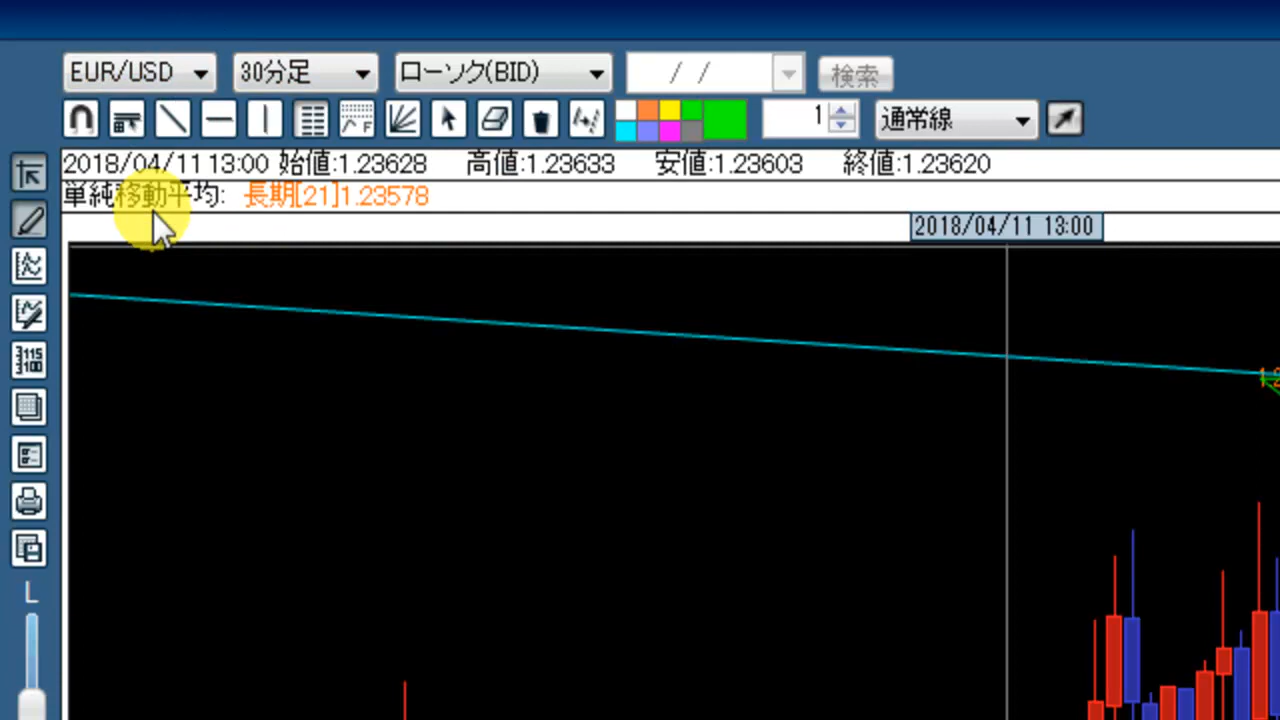 EUR/USD 30分足 ローソク(BID) / / 検索
1 通常線
2018/04/11 13:00 始値:1.23628 高値:1.23633 安値:1.23603 終値:1.23620
単純移動平均: 長期[21]1.23578
2018/04/11 13:00
L